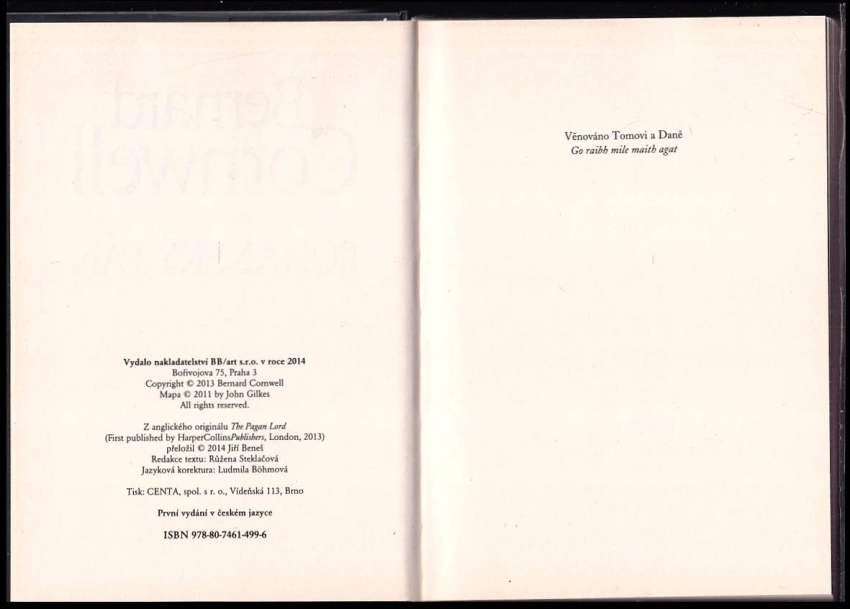 Vydalo nakladatelství BB/art s.r.o. v roce 2014
Bořivojova 75, Praha 3
Copyright © 2013 Bernard Cornwell
Mapa © 2011 by John Gilkes
All rights reserved.
Z anglického originálu The Pagan Lord
(First published by HarperCollinsPublishers, London, 2013)
přeložil © 2014 Jiří Beneš
Redakce textu: Růžena Steklačová
Jazyková korektura: Ludmila Böhmová
Tisk: CENTA, spol. s r. o., Vídeňská 113, Brno
První vydání v českém jazyce
ISBN 978-80-7461-499-6
Věnováno Tomovi a Daně
Go raibh mile maith agat